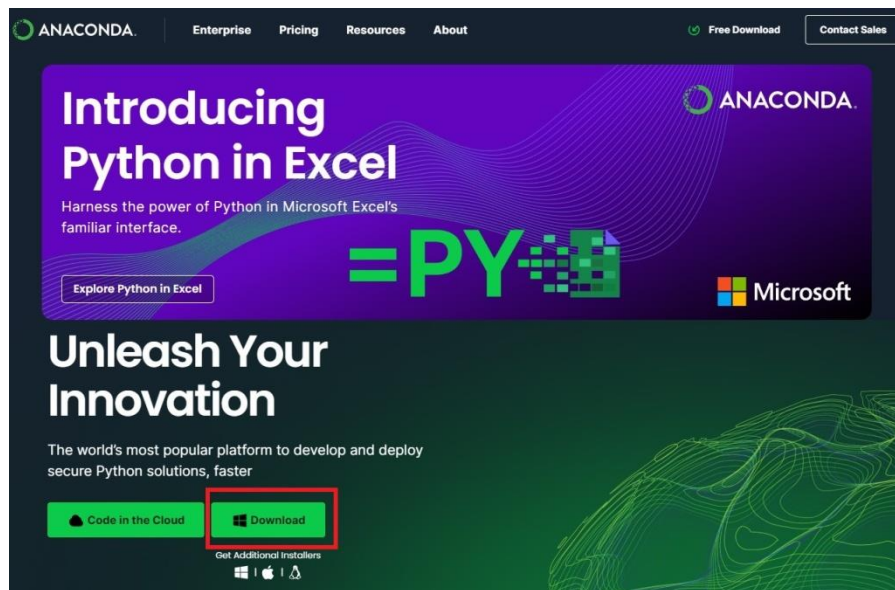 ANACONDA.
Enterprise Pricing Resources About
Free Download
Contact Sales
Introducing
Python in Excel
Harness the power of Python in Microsoft Excel's
familiar interface.
Explore Python in Excel
ANACONDA.
=PY
Microsoft
Unleash Your
Innovation
The world's most popular platform to develop and deploy
secure Python solutions, faster
Code in the Cloud
Download
Get Additional Installers